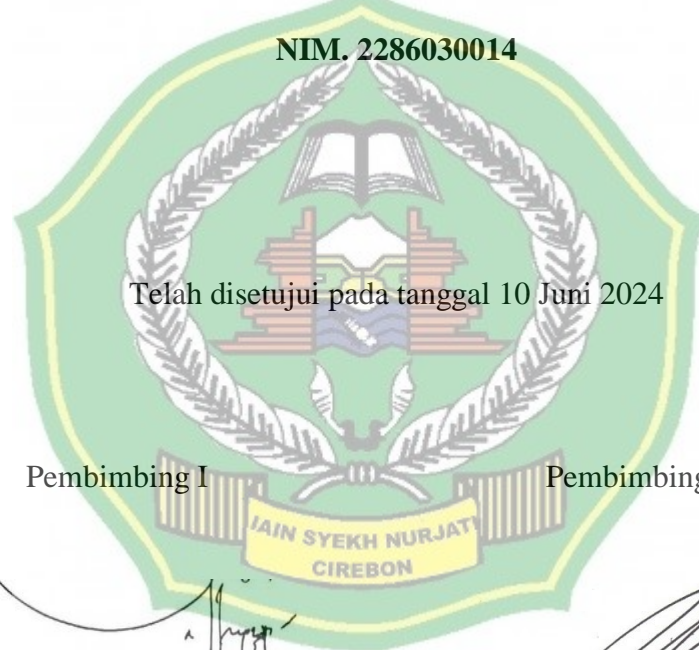 NIM. 2286030014
Telah disetujui pada tanggal 10 Juni 2024
Pembimbing I
Pembimbing
IAIN SYEKH NURJATI
CIREBON